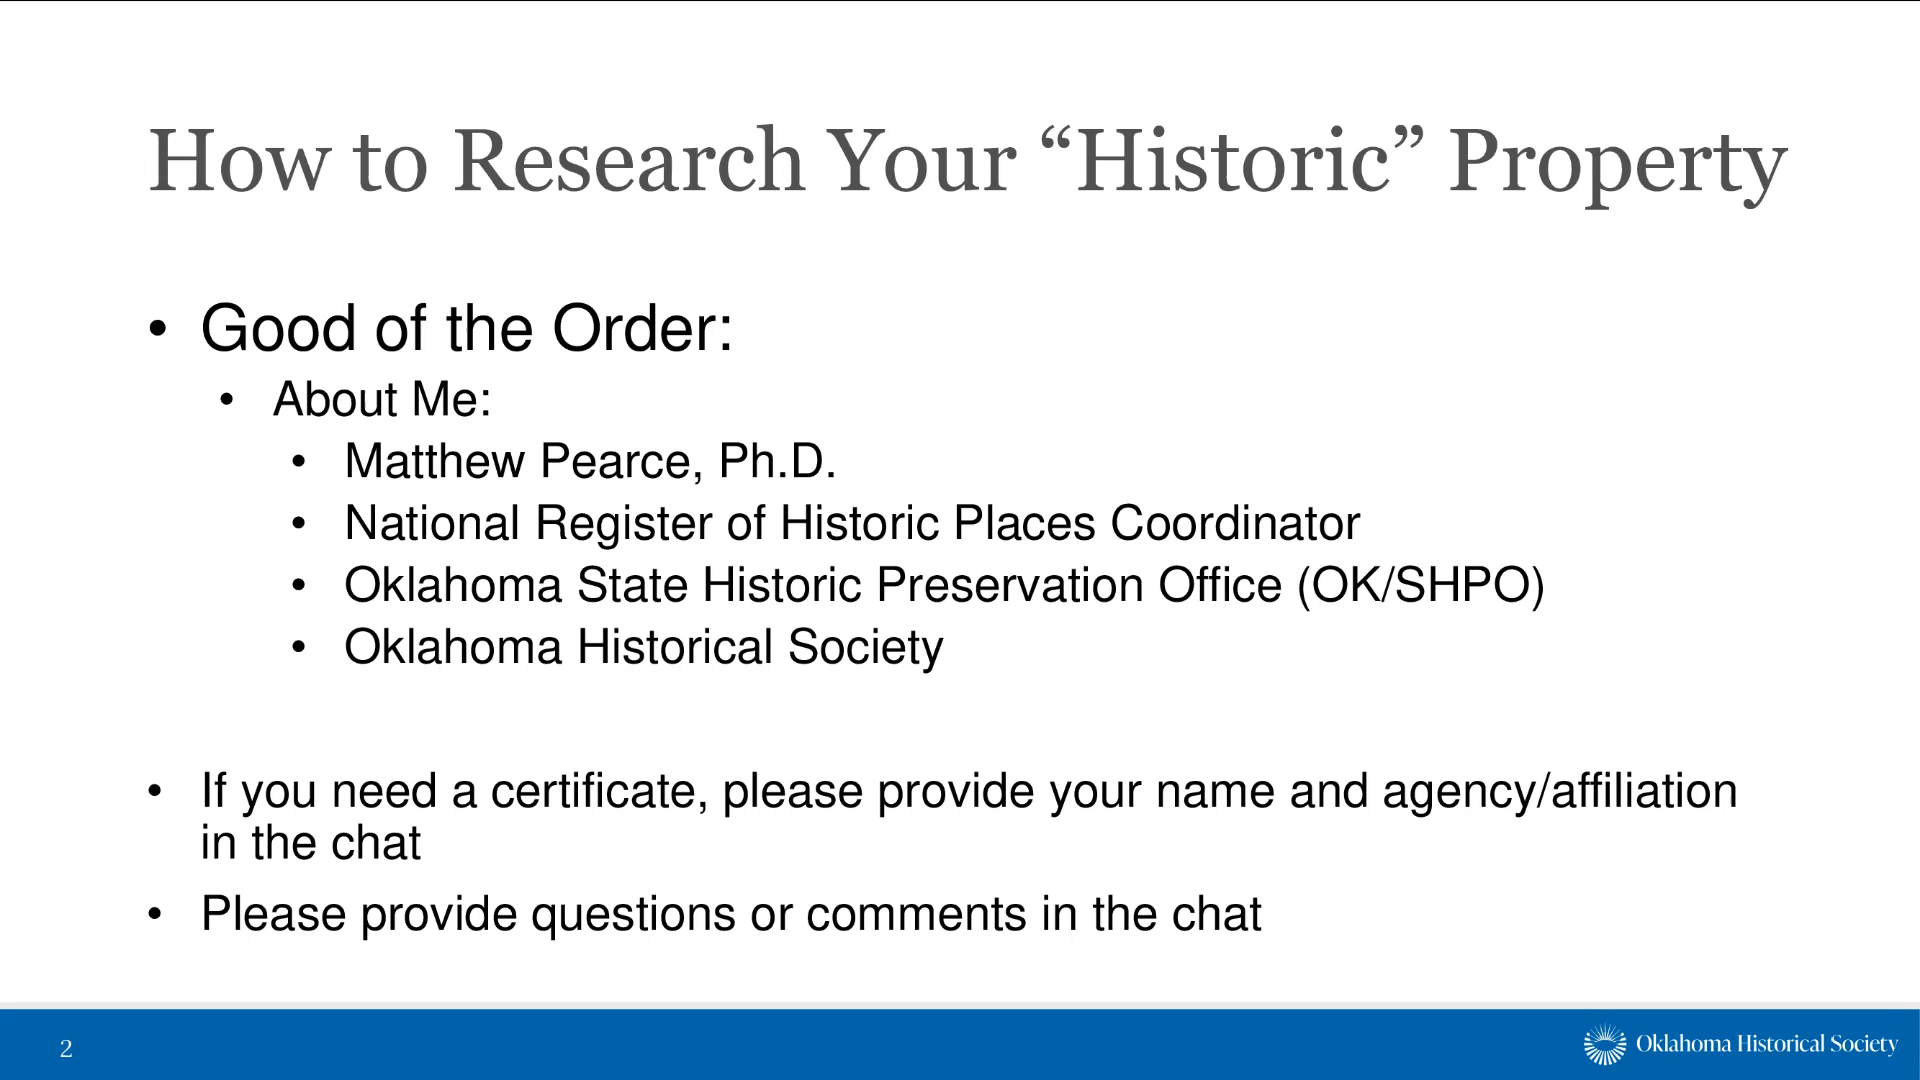 How to Research Your “Historic” Property
• Good of the Order:
• About Me:
• Matthew Pearce, Ph.D.
• National Register of Historic Places Coordinator
• Oklahoma State Historic Preservation Office (OK/SHPO)
• Oklahoma Historical Society
• If you need a certificate, please provide your name and agency/affiliation
in the chat
• Please provide questions or comments in the chat
2
Oklahoma Historical Society